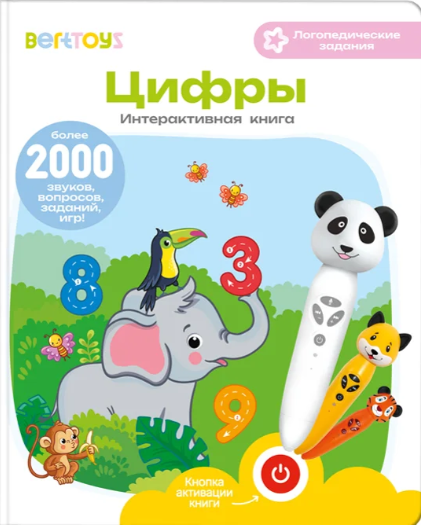 BertToys
Логопедические
задания
Цифры
Интерактивная книга
более
2000
звуков,
вопросов,
заданий,
игр!
8
3
9
Кнопка
активации
книги